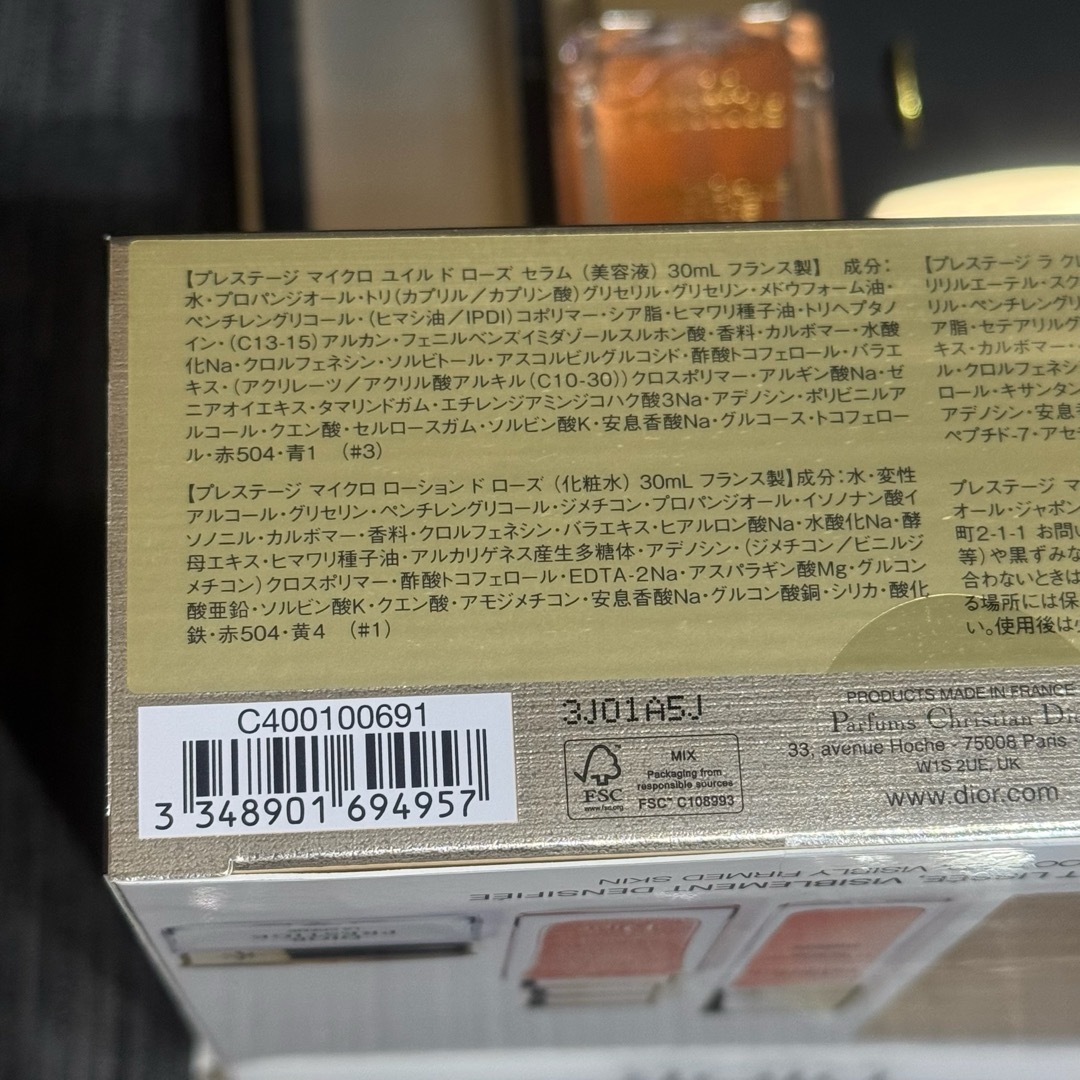 【プレステージ マイクロ ユイル ド ローズ セラム（美容液）30mL フランス製】 成分：
水・プロパンジオール・トリ（カプリル／カプリン酸）グリセリル・グリセリン・メドウフォーム油・
ペンチレングリコール・（ヒマシ油／IPDI）コポリマー・シア脂・ヒマワリ種子油・トリヘプタノ
イン・（C13-15）アルカン・フェニルベンズイミダゾールスルホン酸・香料・カルボマー・水酸
化Na・クロルフェネシン・ソルビトール・アスコルビルグルコシド・酢酸トコフェロール・バラエ
キス・（アクリレーツ／アクリル酸アルキル（C10-30））クロスポリマー・アルギン酸Na・ゼ
ニアオイエキス・タマリンドガム・エチレンジアミンジコハク酸3Na・アデノシン・ポリビニルア
ルコール・クエン酸・セルロースガム・ソルビン酸K・安息香酸Na・グルコース・トコフェロー
ル・赤504・青1 （#3）
【プレステージ マイクロ ローション ド ローズ（化粧水）30mL フランス製】成分：水・変性
アルコール・グリセリン・ペンチレングリコール・ジメチコン・プロパンジオール・イソノナン酸イ
ソノニル・カルボマー・香料・クロルフェネシン・バラエキス・ヒアルロン酸Na・水酸化Na・酵
母エキス・ヒマワリ種子油・アルカリゲネス産生多糖体・アデノシン・（ジメチコン／ビニルジ
メチコン）クロスポリマー・酢酸トコフェロール・EDTA-2Na・アスパラギン酸Mg・グルコン
酸亜鉛・ソルビン酸K・クエン酸・アモジメチコン・安息香酸Na・グルコン酸銅・シリカ・酸化
鉄・赤504・黄4 （#1）
【プレステージ ラ クレ
リリルエーテル・スク
リル・ペンチレング
ア脂・セテアリルグ
キス・カルボマー・
ル・クロルフェネシ
ロール・キサンタン
アデノシン・安息
ペプチド-7・アセ
プレステージ マ
オール・ジャポン
町2-1-1 お問い
等）や黒ずみな
合わないときは
る場所には保
い。使用後は
C400100691
3 348901 694957
3J01A5J
FSC
www.fsc.org
MIX
Packaging from
responsible sources
FSC™ C108993
PRODUCTS MADE IN FRANCE
Parfums Christian Di
33, avenue Hoche - 75008 Paris
W1S 2UE, UK
www.dior.com
T LISSÉE, VISIBLEMENT DENSIFIÉE
VISIBLY FIRMED SKIN